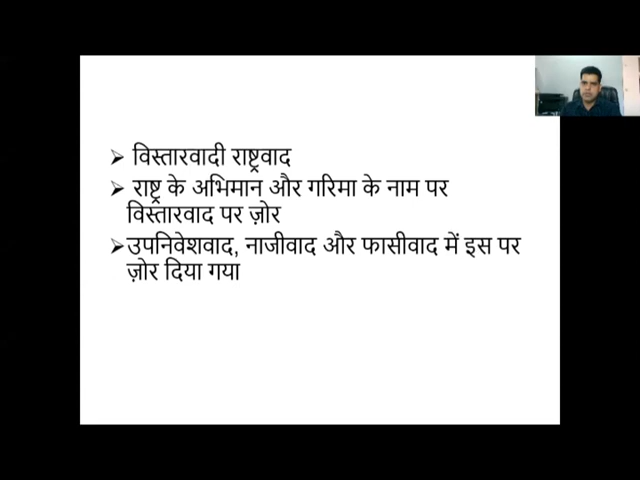 ➢ विस्तारवादी राष्ट्रवाद
➢ राष्ट्र के अभिमान और गरिमा के नाम पर
विस्तारवाद पर ज़ोर
➢उपनिवेशवाद, नाजीवाद और फासीवाद में इस पर
ज़ोर दिया गया